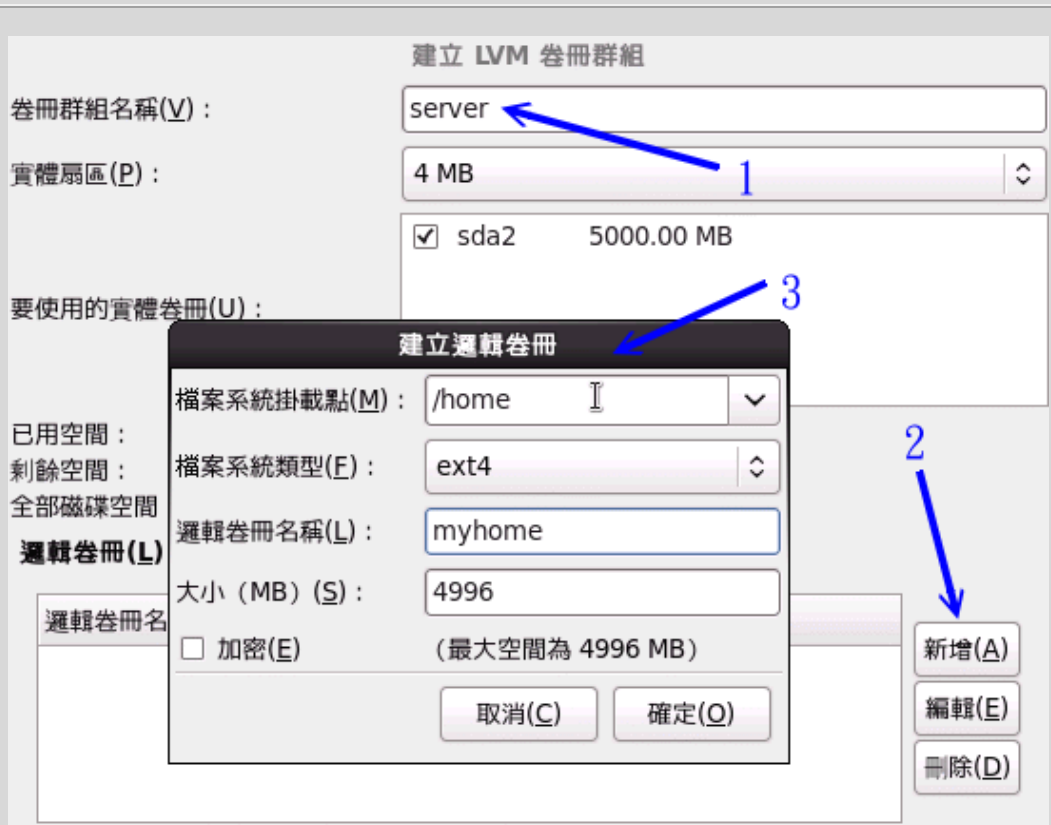 建立 LVM 卷冊群組
卷冊群組名稱(V)：
server
1
實體扇區(P)：
4 MB
sda2 5000.00 MB
3
要使用的實體卷冊(U)：
建立邏輯卷冊
檔案系統掛載點(M)：
/home
檔案系統類型(F)：
ext4
邏輯卷冊名稱(L)：
myhome
大小（MB）(S)：
4996
加密(E)
（最大空間為 4996 MB）
取消(C)
確定(O)
已用空間：
剩餘空間：
全部磁碟空間
邏輯卷冊(L)
邏輯卷冊名
2
新增(A)
編輯(E)
刪除(D)